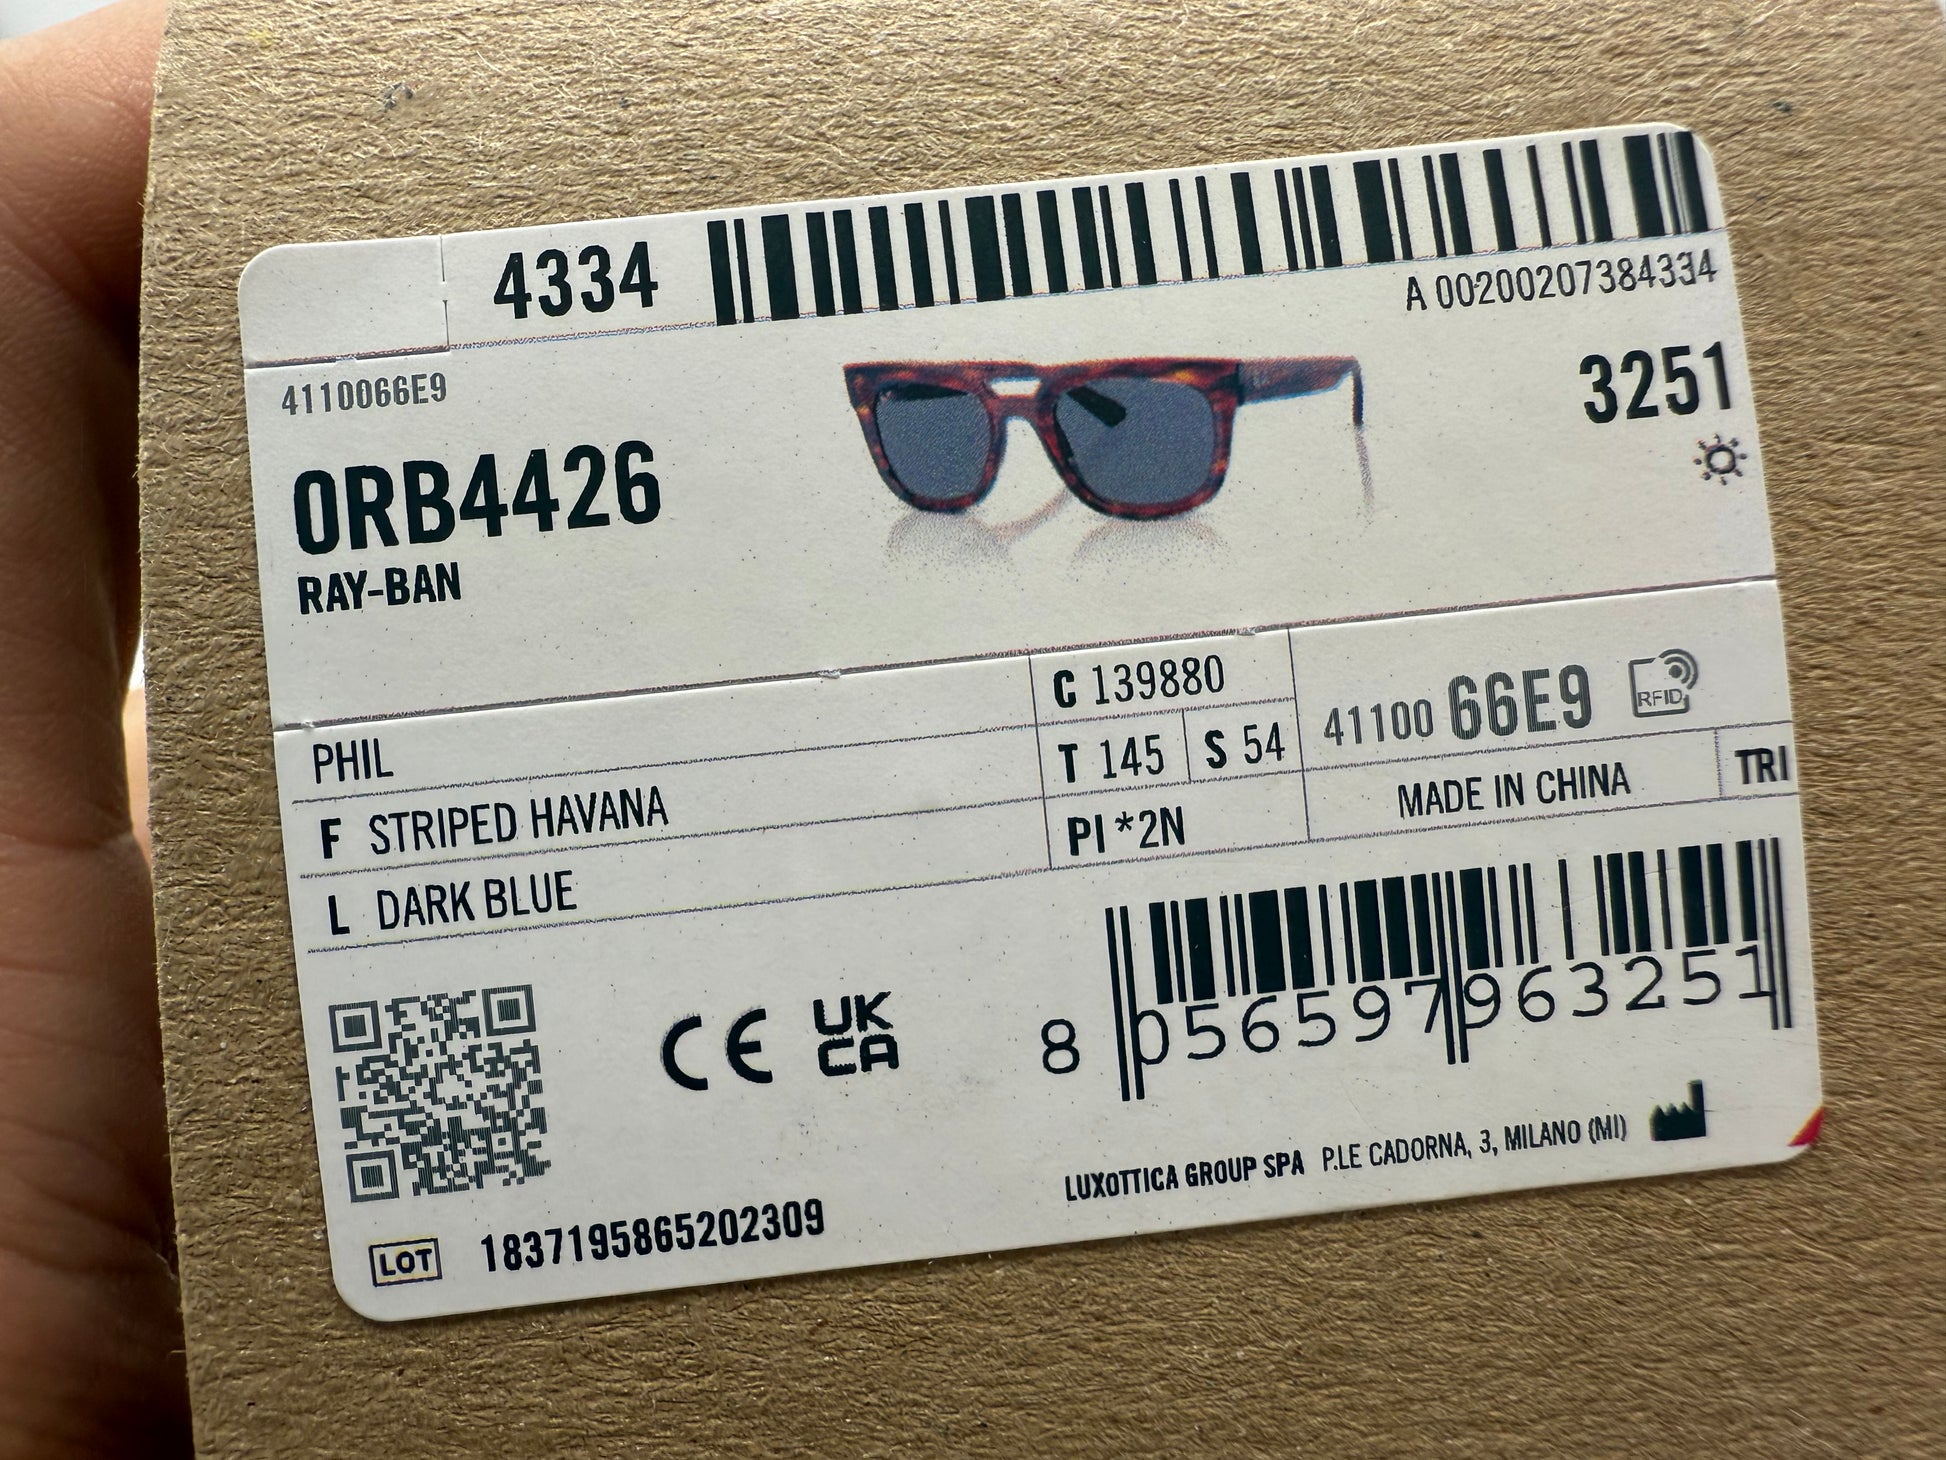 4334
A 00200207384334
4110066E9
3251
0RB4426
RAY-BAN
PHIL
F STRIPED HAVANA
L DARK BLUE
C 139880
T 145 S 54
PI *2N
41100 66E9 RFID
MADE IN CHINA TRI
CE UK CA
8 056597 963251
LUXOTTICA GROUP SPA P.LE CADORNA, 3, MILANO (MI)
LOT 1837195865202309